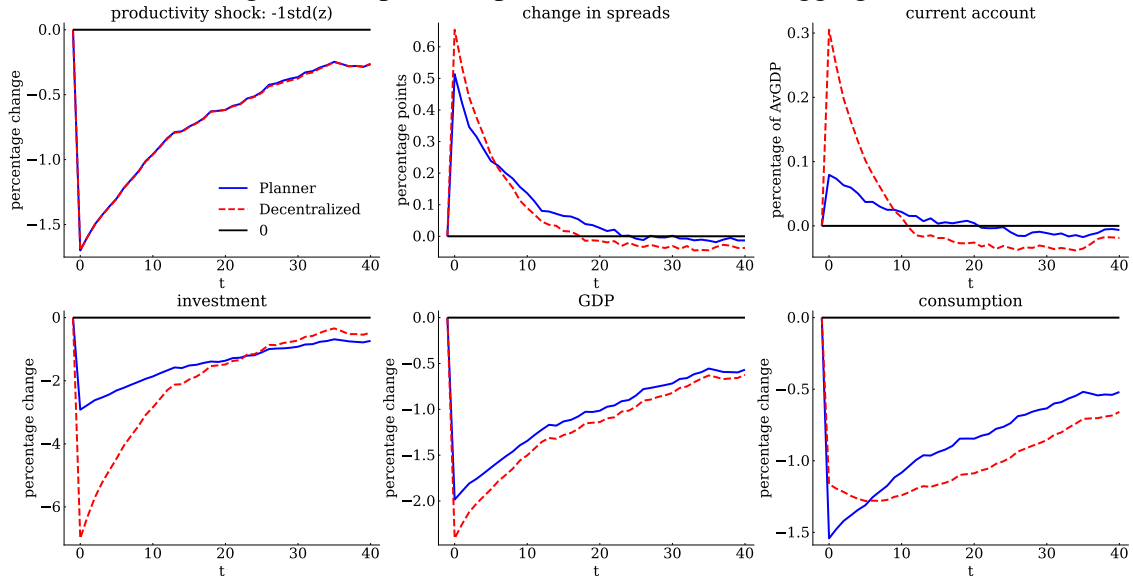 productivity shock: -1std(z)
change in spreads
current account
percentage change
0.0
−0.5
−1.0
−1.5
Planner
Decentralized
0
0 10 20 30 40
t
percentage points
0.6
0.5
0.4
0.3
0.2
0.1
0.0
0 10 20 30 40
t
percentage of AvGDP
0.3
0.2
0.1
0.0
0 10 20 30 40
t
investment
GDP
consumption
percentage change
0
−2
−4
−6
0 10 20 30 40
t
percentage change
0.0
−0.5
−1.0
−1.5
−2.0
0 10 20 30 40
t
percentage change
0.0
−0.5
−1.0
−1.5
0 10 20 30 40
t